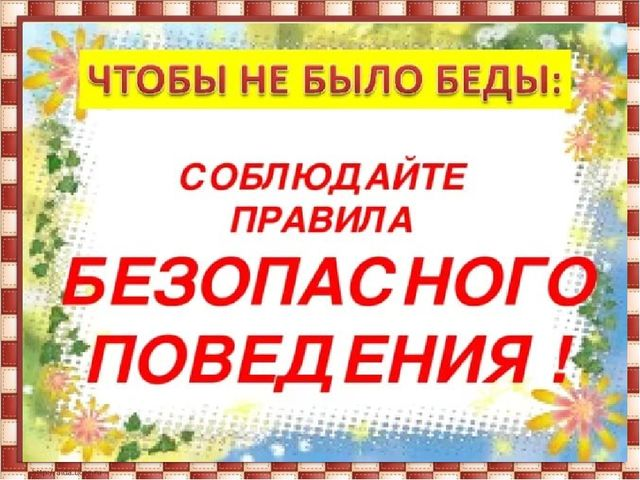 ЧТОБЫ НЕ БЫЛО БЕДЫ:
СОБЛЮДАЙТЕ
ПРАВИЛА
БЕЗОПАСНОГО
ПОВЕДЕНИЯ !